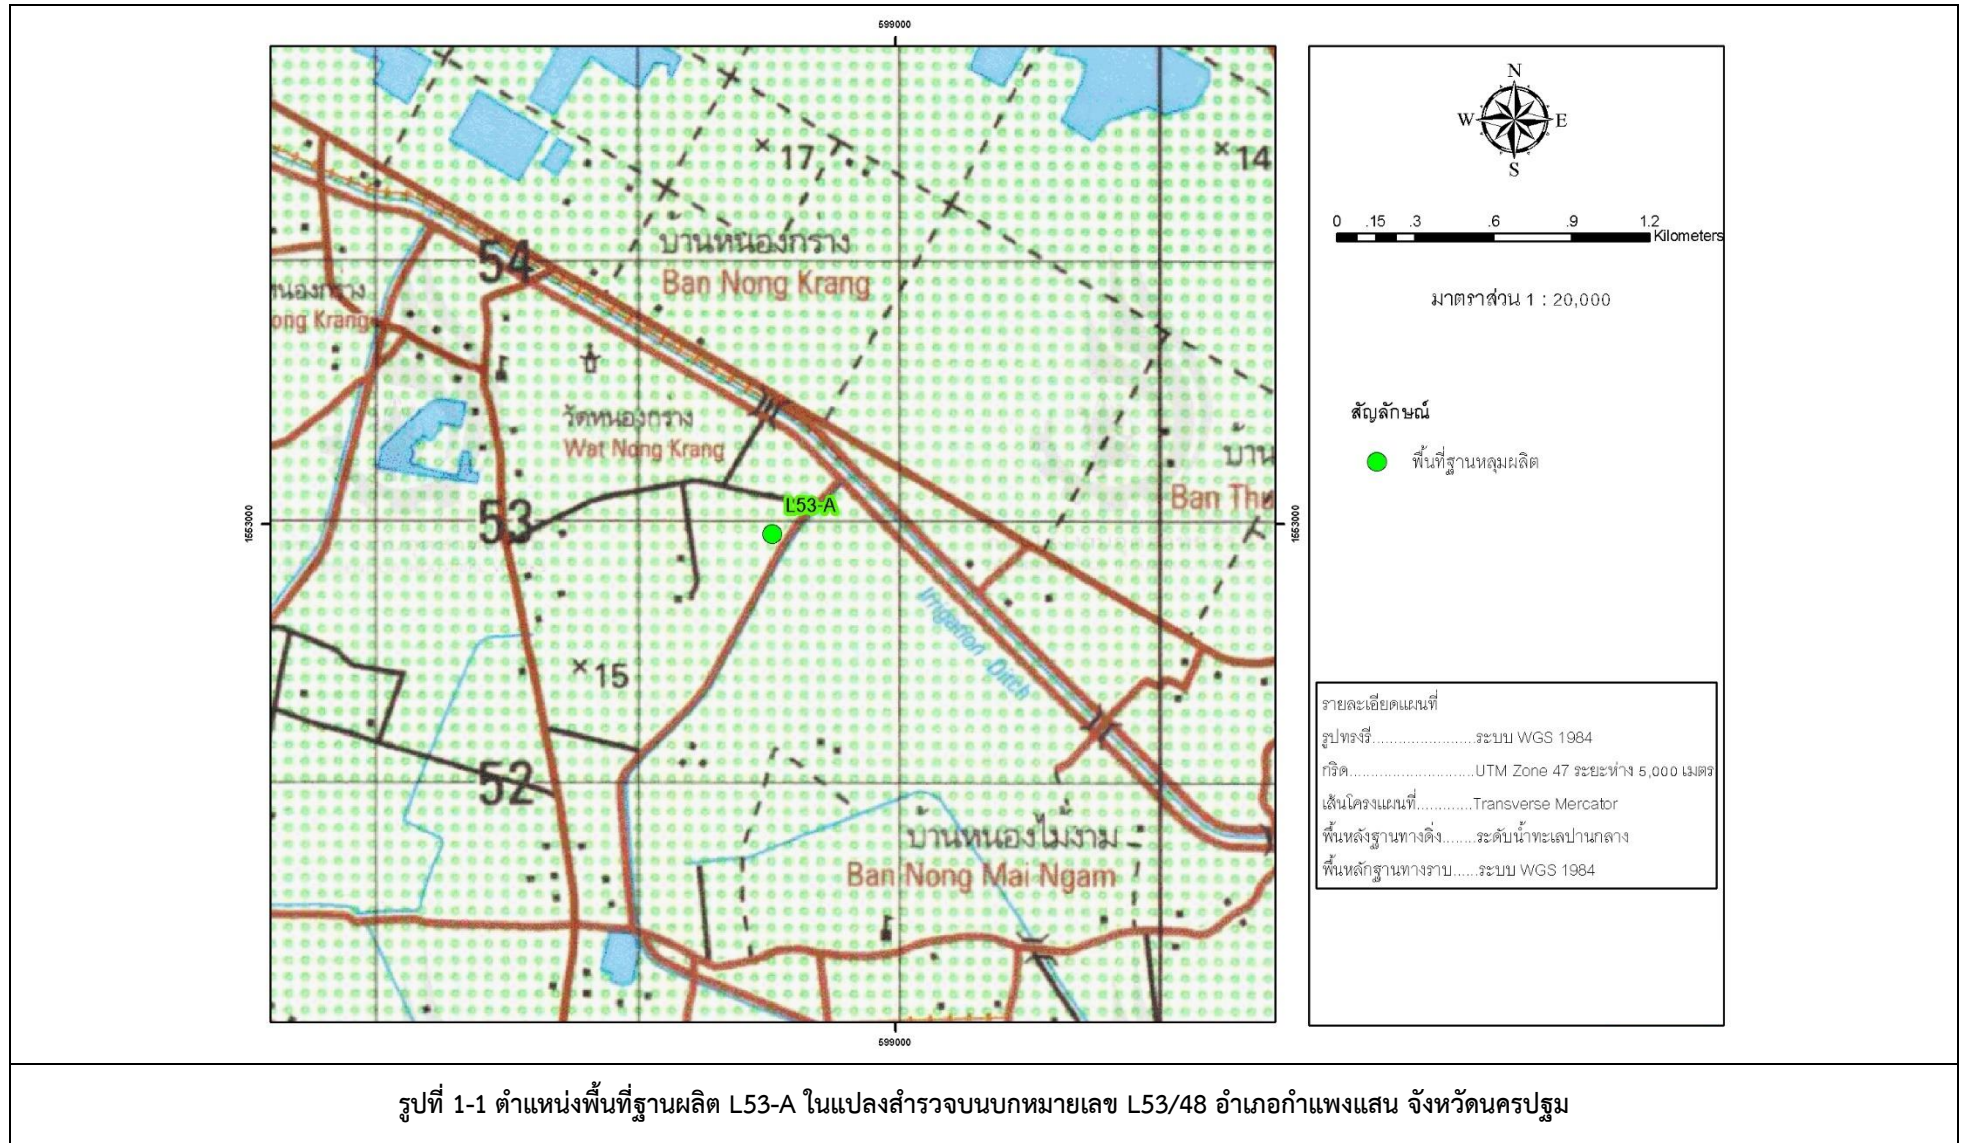 599000
17
14
บ้านหนองกราง
Ban Nong Krang
54
หนองกราง
ong Krang
วัดหนองกราง
Wat Nong Krang
บ้าน
Ban Thu
L53-A
53
1553000
1553000
Irrigation Ditch
15
52
บ้านหนองไม้งาม
Ban Nong Mai Ngam
599000
N
W
E
S
0 .15 .3 .6 .9 1.2
Kilometers
มาตราส่วน 1 : 20,000
สัญลักษณ์
พื้นที่ฐานหลุมผลิต
รายละเอียดแผนที่
รูปทรงรี.......................ระบบ WGS 1984
กริด............................UTM Zone 47 ระยะห่าง 5,000 เมตร
เส้นโครงแผนที่............Transverse Mercator
พื้นหลังฐานทางดิ่ง........ระดับน้ำทะเลปานกลาง
พื้นหลักฐานทางราบ......ระบบ WGS 1984
รูปที่ 1-1 ตำแหน่งพื้นที่ฐานผลิต L53-A ในแปลงสำรวจบนบกหมายเลข L53/48 อำเภอกำแพงแสน จังหวัดนครปฐม